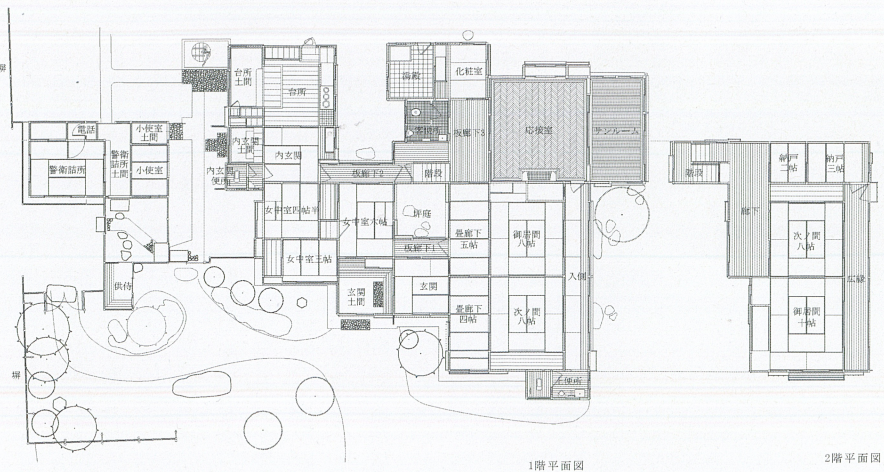 塀
電話
警衛詰所
警衛
詰所
土間
小使室
土間
小使室
供待
塀
台所
土間
台所
内玄関
土間
内玄関
内玄関
便所
女中室四帖半
女中室三帖
女中室六帖
板廊下2
階段
坪庭
板廊下1
玄関
土間
玄関
湯殿
化粧室
板廊下3
応接室
サンルーム
畳廊下
五帖
御居間
八帖
入側
畳廊下
四帖
次ノ間
八帖
便所
1階平面図
階段
納戸
二帖
納戸
三帖
廊下
次ノ間
八帖
広縁
御居間
十帖
2階平面図